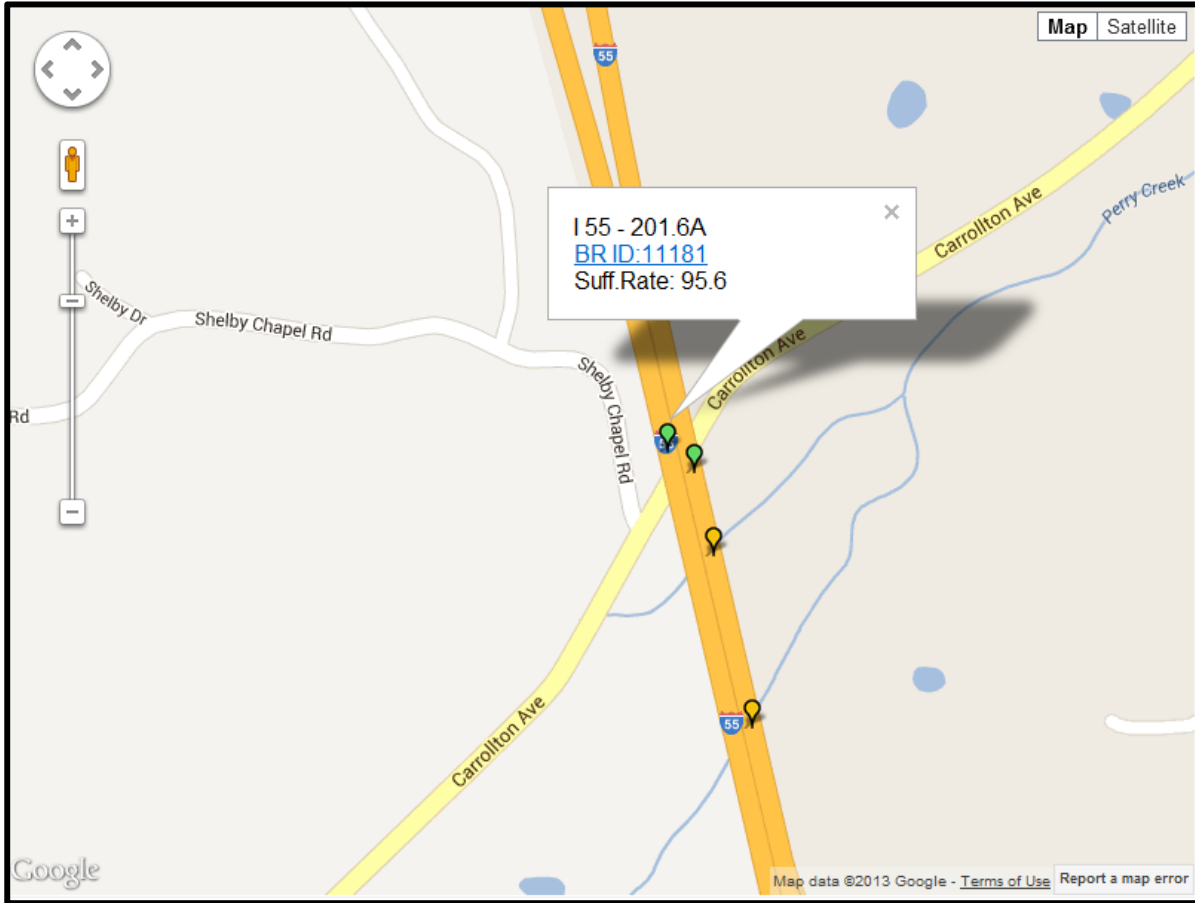 Map Satellite
55
Perry Creek
Carrollton Ave
I 55 - 201.6A
BR ID:11181
Suff.Rate: 95.6
Shelby Dr
Shelby Chapel Rd
Carrollton Ave
Shelby Chapel Rd
Rd
55
Carrollton Ave
Google
Map data ©2013 Google - Terms of Use
Report a map error